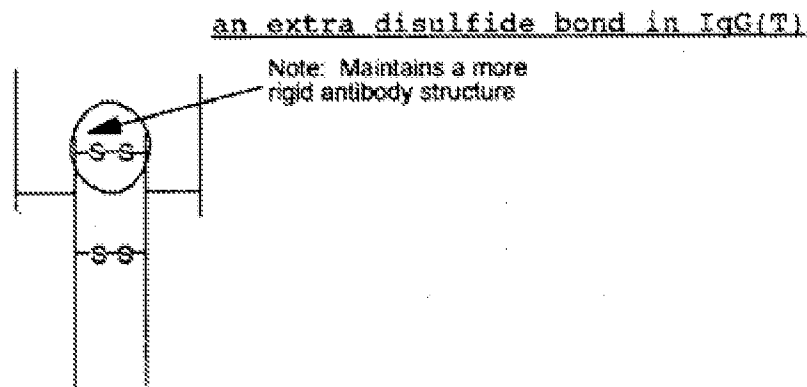 an extra disulfide bond in IgG(T)
Note: Maintains a more
rigid antibody structure
S S
S S